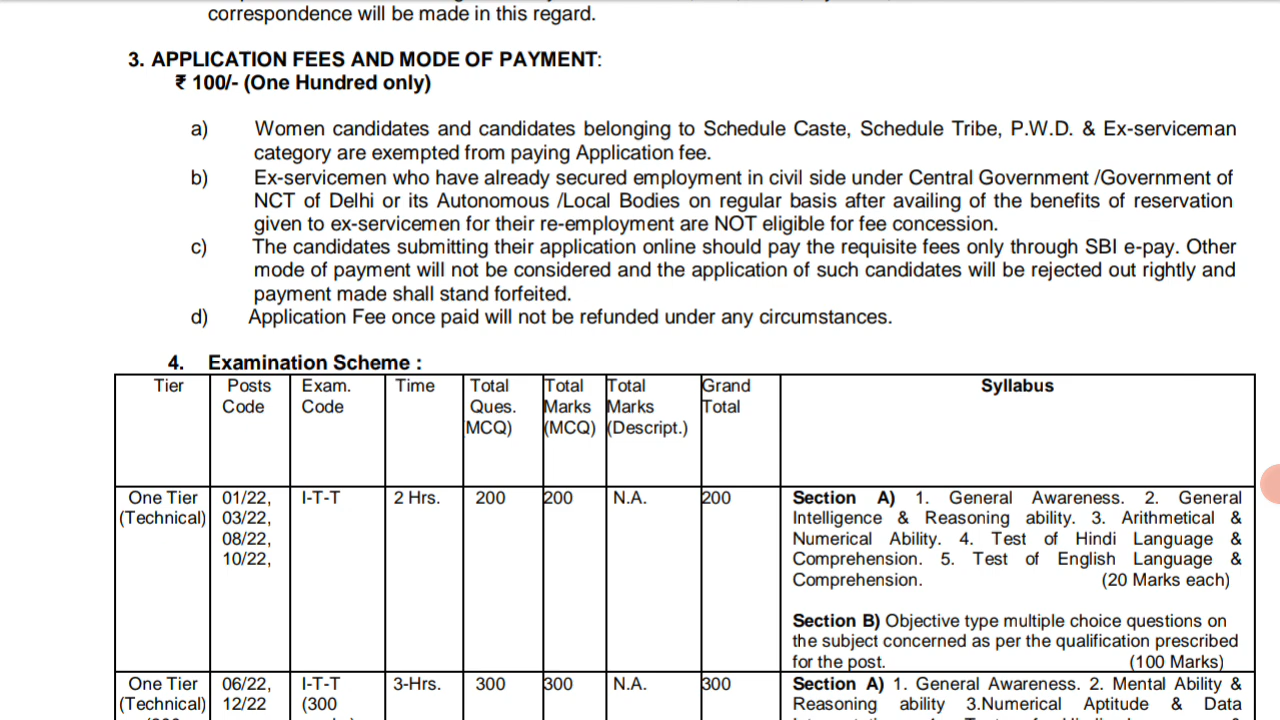 correspondence will be made in this regard.
3. APPLICATION FEES AND MODE OF PAYMENT:
₹ 100/- (One Hundred only)
a) Women candidates and candidates belonging to Schedule Caste, Schedule Tribe, P.W.D. & Ex-serviceman
category are exempted from paying Application fee.
b) Ex-servicemen who have already secured employment in civil side under Central Government /Government of
NCT of Delhi or its Autonomous /Local Bodies on regular basis after availing of the benefits of reservation
given to ex-servicemen for their re-employment are NOT eligible for fee concession.
c) The candidates submitting their application online should pay the requisite fees only through SBI e-pay. Other
mode of payment will not be considered and the application of such candidates will be rejected out rightly and
payment made shall stand forfeited.
d) Application Fee once paid will not be refunded under any circumstances.
4. Examination Scheme :
Tier Posts Exam. Time Total Total Total Grand Syllabus
Code Code Ques. Marks Marks Total
MCQ) (MCQ) (Descript.)
One Tier 01/22, I-T-T 2 Hrs. 200 200 N.A. 200 Section A) 1. General Awareness. 2. General
(Technical) 03/22, Intelligence & Reasoning ability. 3. Arithmetical &
08/22, Numerical Ability. 4. Test of Hindi Language &
10/22, Comprehension. 5. Test of English Language &
Comprehension. (20 Marks each)
Section B) Objective type multiple choice questions on
the subject concerned as per the qualification prescribed
for the post. (100 Marks)
One Tier 06/22, I-T-T 3-Hrs. 300 300 N.A. 300 Section A) 1. General Awareness. 2. Mental Ability &
(Technical) 12/22 (300 Reasoning ability 3.Numerical Aptitude & Data